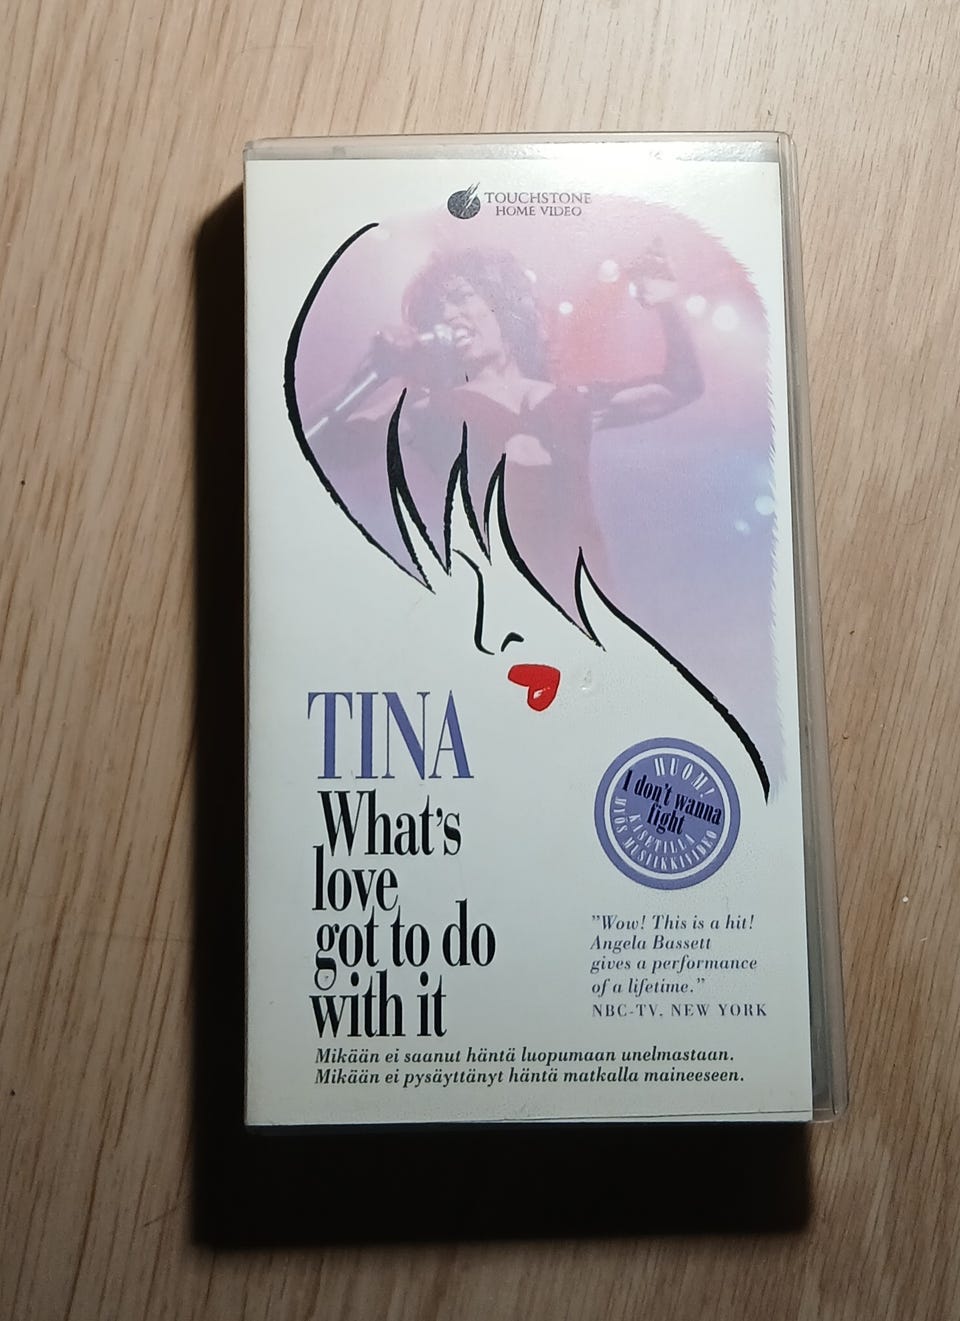 TOUCHSTONE
HOME VIDEO
TINA
What's
love
got to do
with it
HUOM!
I don't wanna
fight
KASETILLA
MYÖS MUSIIKKIVIDEO
"Wow! This is a hit!
Angela Bassett
gives a performance
of a lifetime."
NBC-TV, NEW YORK
Mikään ei saanut häntä luopumaan unelmastaan.
Mikään ei pysäyttänyt häntä matkalla maineeseen.